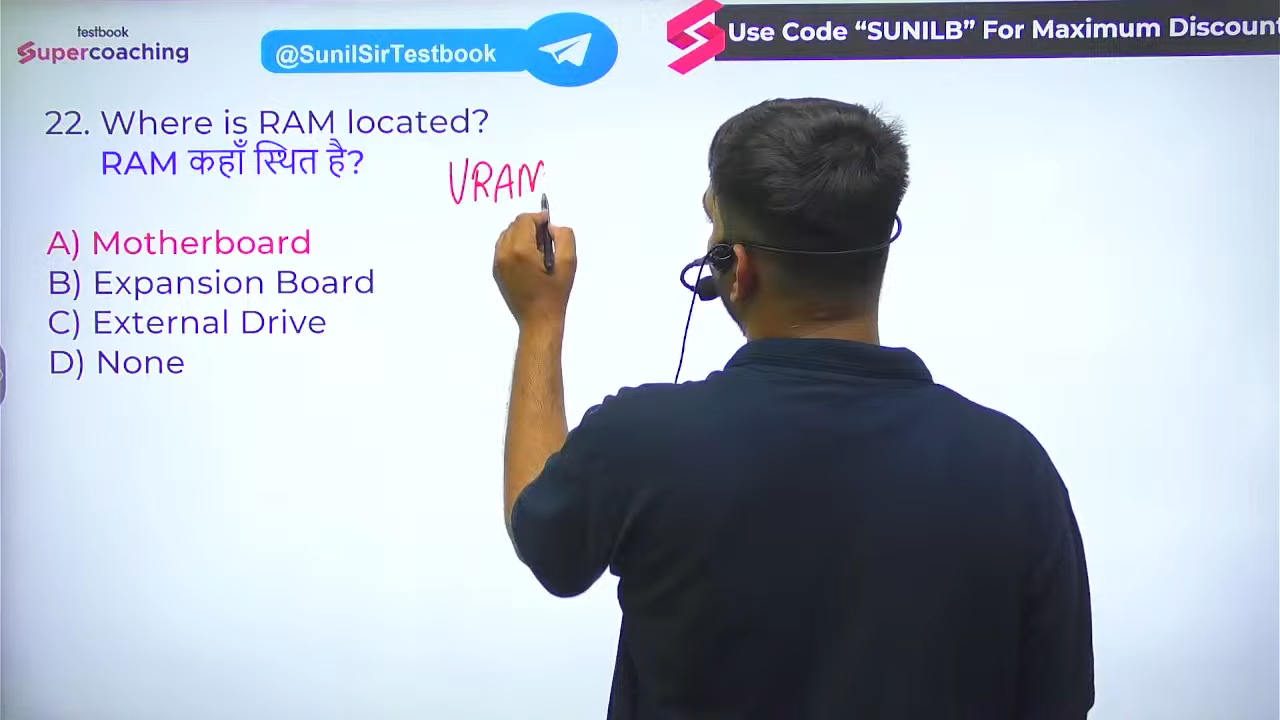 testbook
Supercoaching
@SunilSirTestbook
Use Code “SUNILB” For Maximum Discount
22. Where is RAM located?
RAM कहाँ स्थित है?
VRAM
A) Motherboard
B) Expansion Board
C) External Drive
D) None